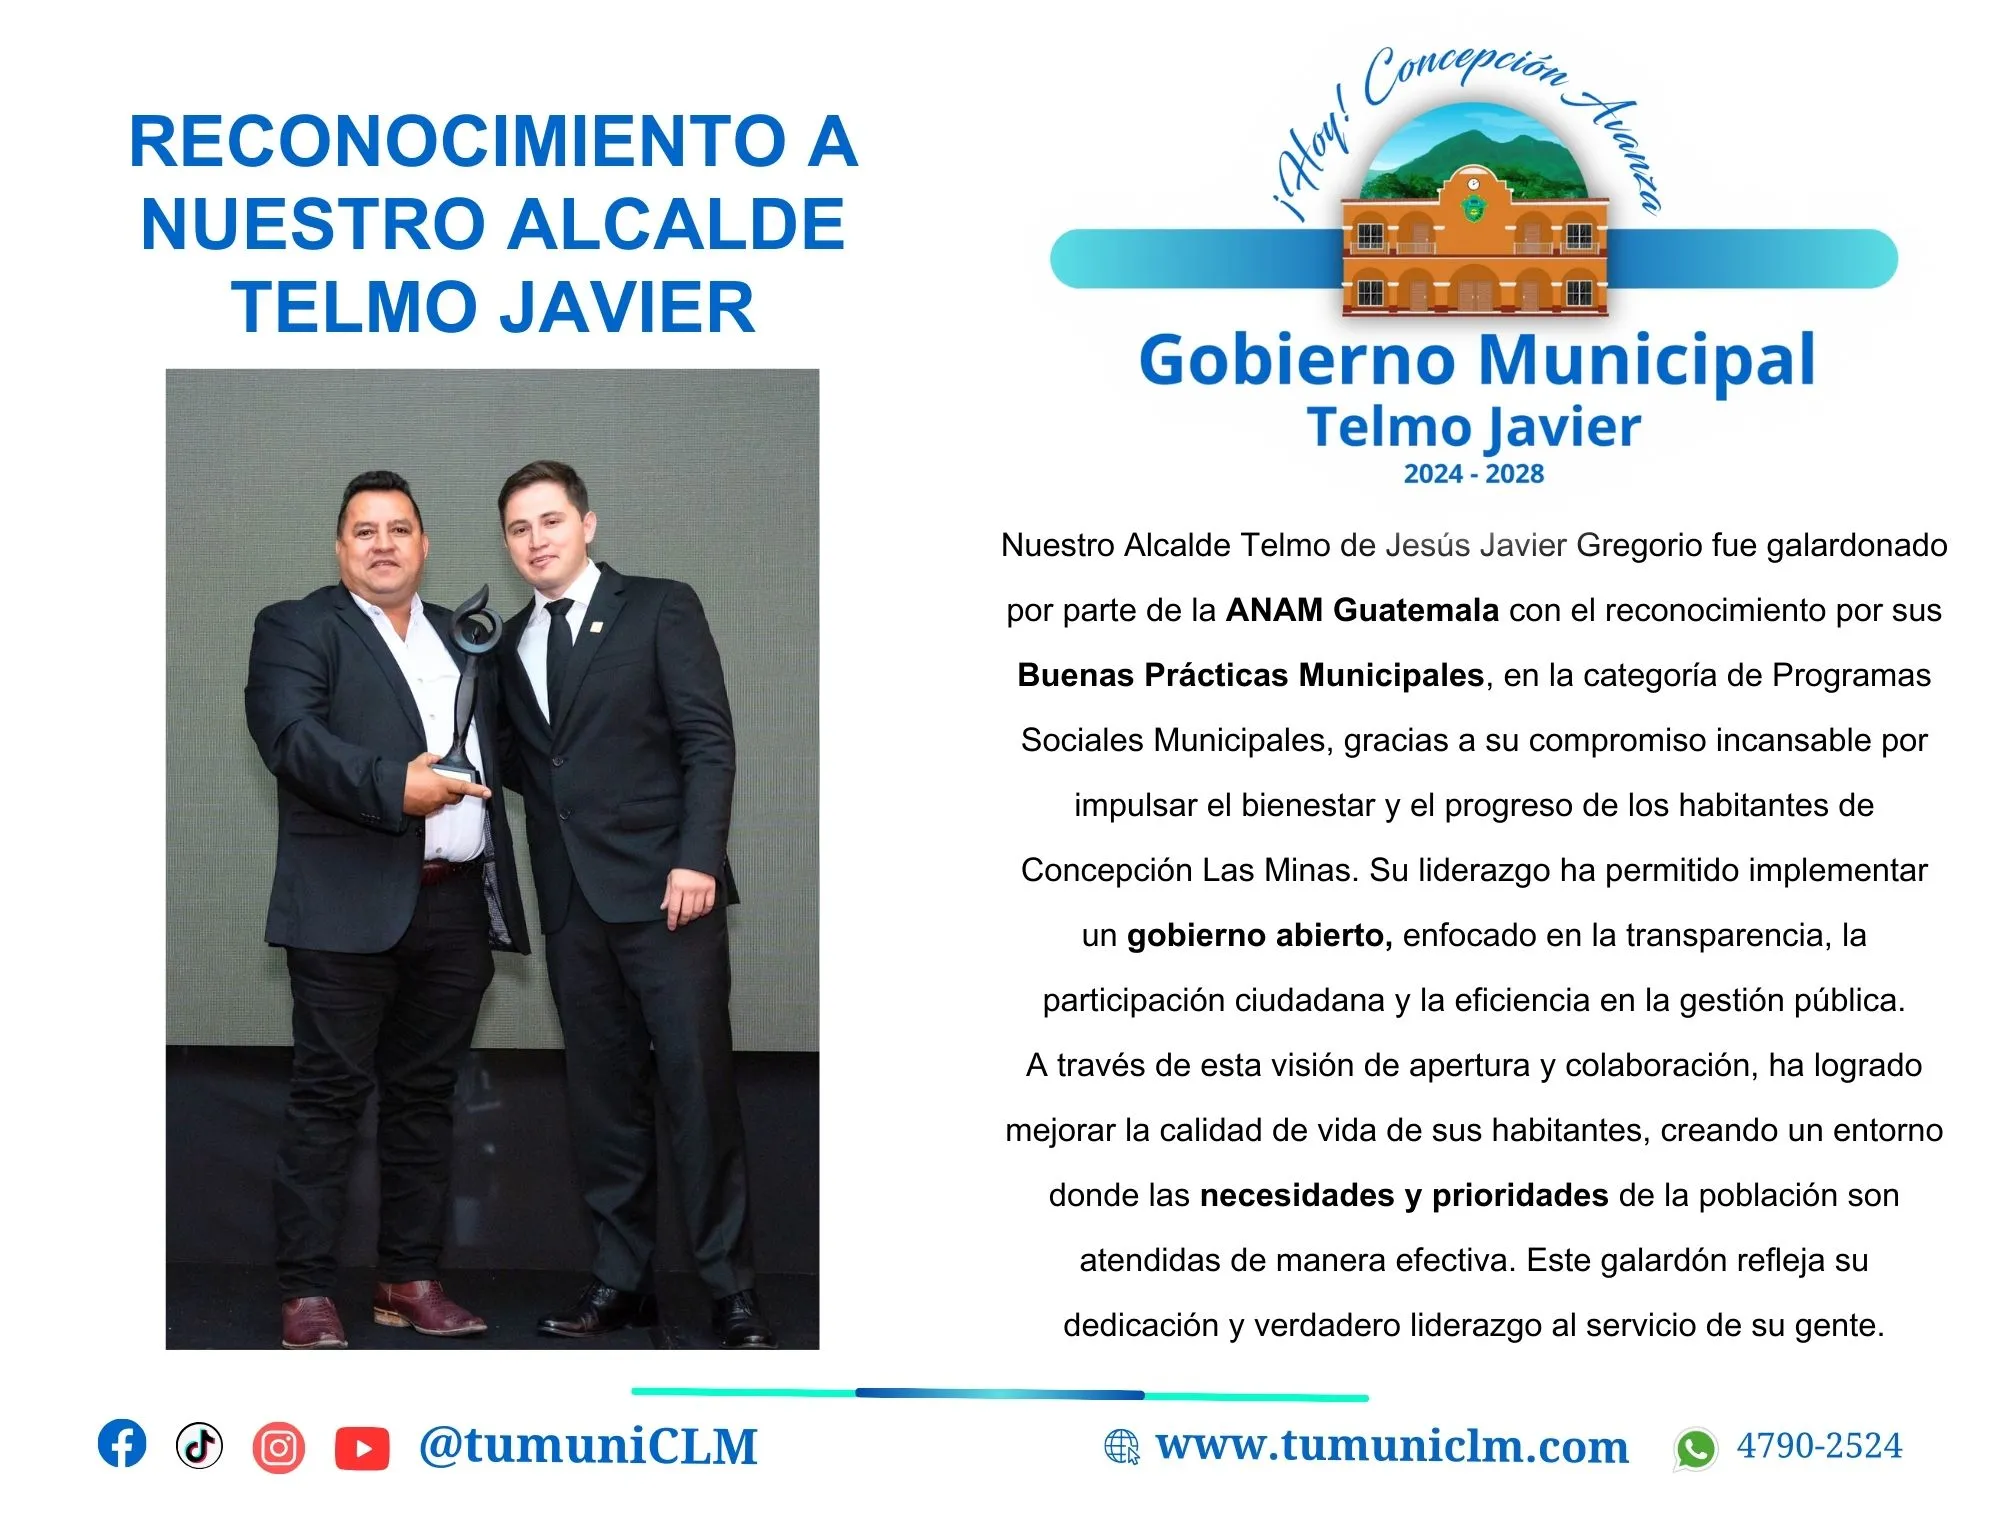 RECONOCIMIENTO A
NUESTRO ALCALDE
TELMO JAVIER
¡Hoy! Concepción Avanza
Gobierno Municipal
Telmo Javier
2024 - 2028
Nuestro Alcalde Telmo de Jesús Javier Gregorio fue galardonado
por parte de la ANAM Guatemala con el reconocimiento por sus
Buenas Prácticas Municipales, en la categoría de Programas
Sociales Municipales, gracias a su compromiso incansable por
impulsar el bienestar y el progreso de los habitantes de
Concepción Las Minas. Su liderazgo ha permitido implementar
un gobierno abierto, enfocado en la transparencia, la
participación ciudadana y la eficiencia en la gestión pública.
A través de esta visión de apertura y colaboración, ha logrado
mejorar la calidad de vida de sus habitantes, creando un entorno
donde las necesidades y prioridades de la población son
atendidas de manera efectiva. Este galardón refleja su
dedicación y verdadero liderazgo al servicio de su gente.
@tumuniCLM
www.tumuniclm.com
4790-2524